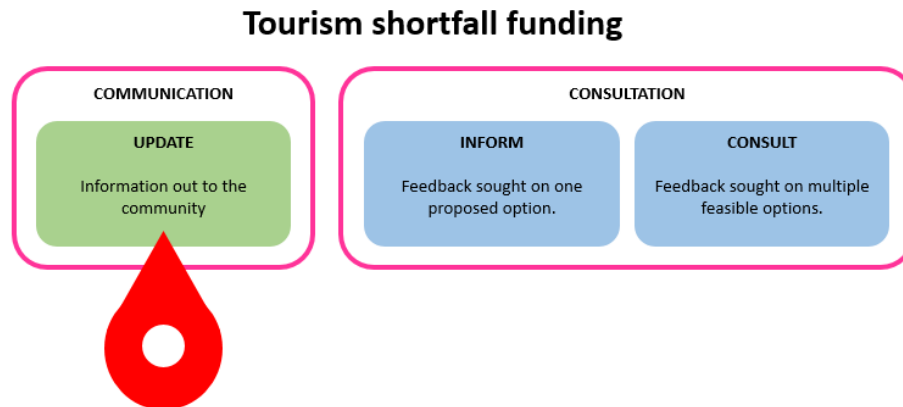 Tourism shortfall funding
COMMUNICATION
UPDATE
Information out to the
community
CONSULTATION
INFORM
Feedback sought on one
proposed option.
CONSULT
Feedback sought on multiple
feasible options.